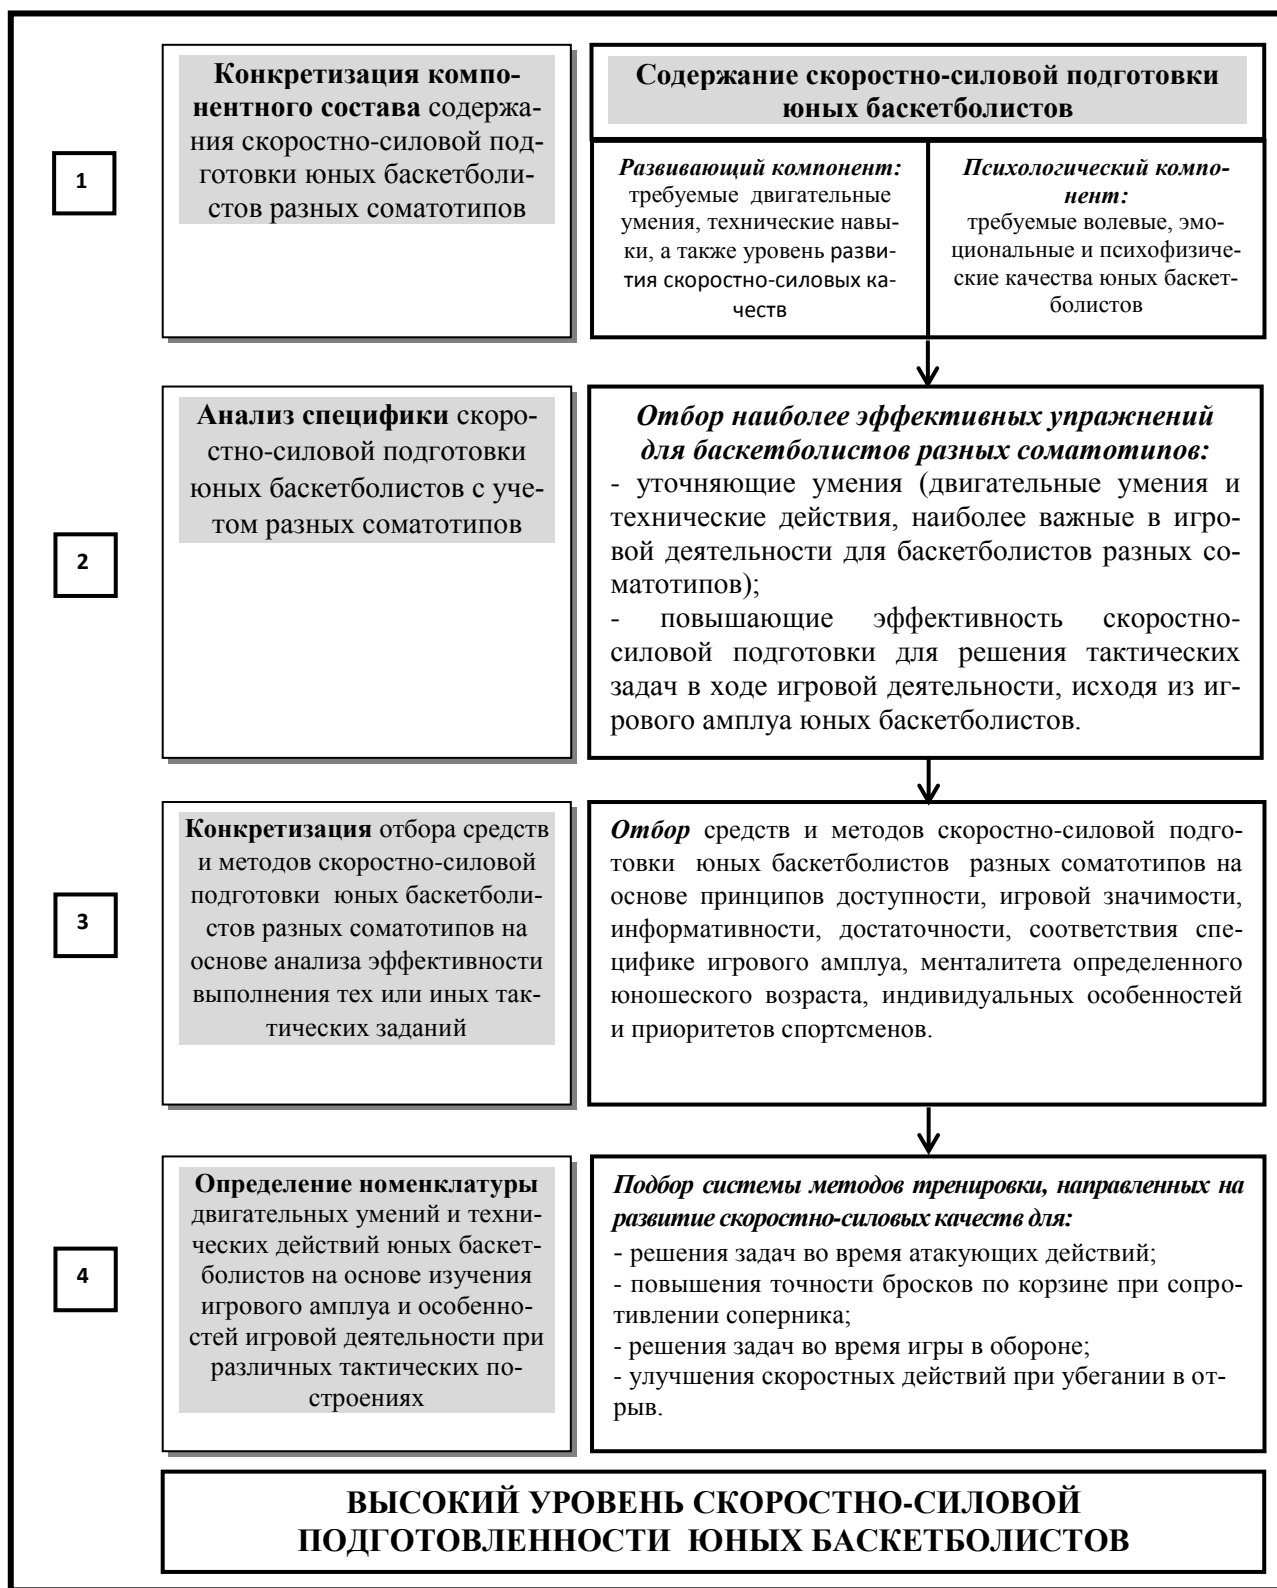 1
Конкретизация компо-
нентного состава содержа-
ния скоростно-силовой под-
готовки юных баскетболи-
стов разных соматотипов
Содержание скоростно-силовой подготовки
юных баскетболистов
Развивающий компонент:
требуемые двигательные
умения, технические навы-
ки, а также уровень разви-
тия скоростно-силовых ка-
честв
Психологический компо-
нент:
требуемые волевые, эмо-
циональные и психофизиче-
ские качества юных баскет-
болистов
2
Анализ специфики скоро-
стно-силовой подготовки
юных баскетболистов с уче-
том разных соматотипов
Отбор наиболее эффективных упражнений
для баскетболистов разных соматотипов:
- уточняющие умения (двигательные умения и
технические действия, наиболее важные в игро-
вой деятельности для баскетболистов разных со-
матотипов);
- повышающие эффективность скоростно-
силовой подготовки для решения тактических
задач в ходе игровой деятельности, исходя из иг-
рового амплуа юных баскетболистов.
3
Конкретизация отбора средств
и методов скоростно-силовой
подготовки юных баскетболи-
стов разных соматотипов на
основе анализа эффективности
выполнения тех или иных так-
тических заданий
Отбор средств и методов скоростно-силовой подго-
товки юных баскетболистов разных соматотипов на
основе принципов доступности, игровой значимости,
информативности, достаточности, соответствия спе-
цифике игрового амплуа, менталитета определенного
юношеского возраста, индивидуальных особенностей
и приоритетов спортсменов.
4
Определение номенклатуры
двигательных умений и техни-
ческих действий юных баскет-
болистов на основе изучения
игрового амплуа и особенно-
стей игровой деятельности при
различных тактических по-
строениях
Подбор системы методов тренировки, направленных на
развитие скоростно-силовых качеств для:
- решения задач во время атакующих действий;
- повышения точности бросков по корзине при сопро-
тивлении соперника;
- решения задач во время игры в обороне;
- улучшения скоростных действий при убегании в от-
рыв.
ВЫСОКИЙ УРОВЕНЬ СКОРОСТНО-СИЛОВОЙ
ПОДГОТОВЛЕННОСТИ ЮНЫХ БАСКЕТБОЛИСТОВ